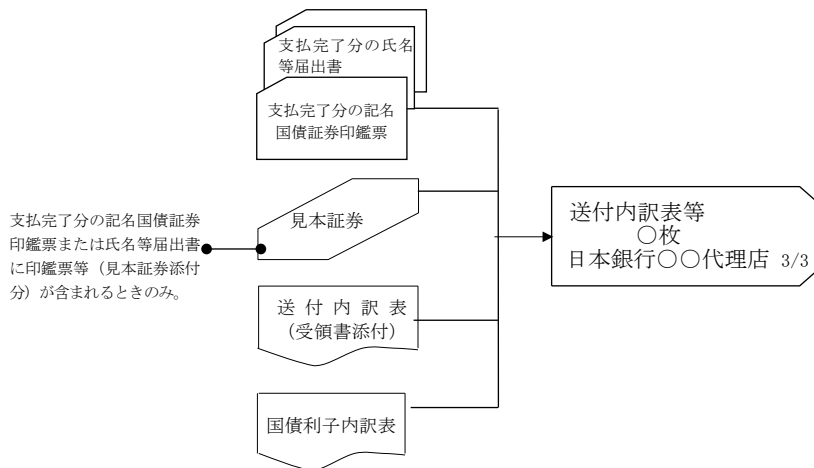 支払完了分の氏名
等届出書
支払完了分の記名
国債証券印鑑票
見本証券
支払完了分の記名国債証券
印鑑票または氏名等届出書
に印鑑票等（見本証券添付
分）が含まれるときのみ。
送付内訳表
（受領書添付）
国債利子内訳表
送付内訳表等
○枚
日本銀行○○代理店 3/3